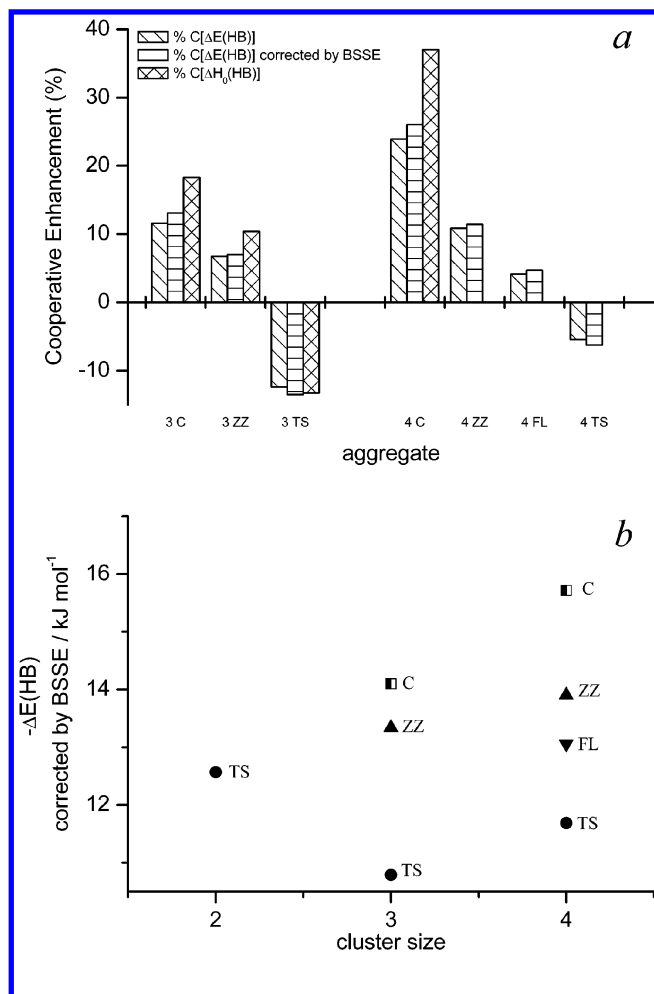 a
% C[ΔE(HB)]
% C[ΔE(HB)] corrected by BSSE
% C[ΔH₀(HB)]
Cooperative Enhancement (%)
40
30
20
10
0
-10
3 C 3 ZZ 3 TS 4 C 4 ZZ 4 FL 4 TS
aggregate
b
-ΔE(HB)
corrected by BSSE / kJ mol⁻¹
16
14
12
C
C
ZZ
ZZ
FL
TS
TS
TS
2 3 4
cluster size